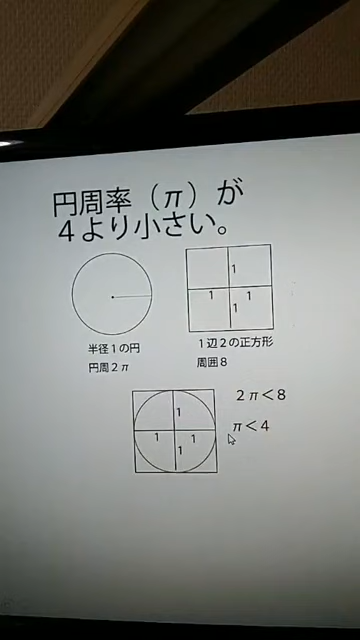 円周率(π)が
4より小さい。
1
1 1
1
半径1の円
円周2π
1辺2の正方形
周囲8
2π<8
π<4
1
1 1
1